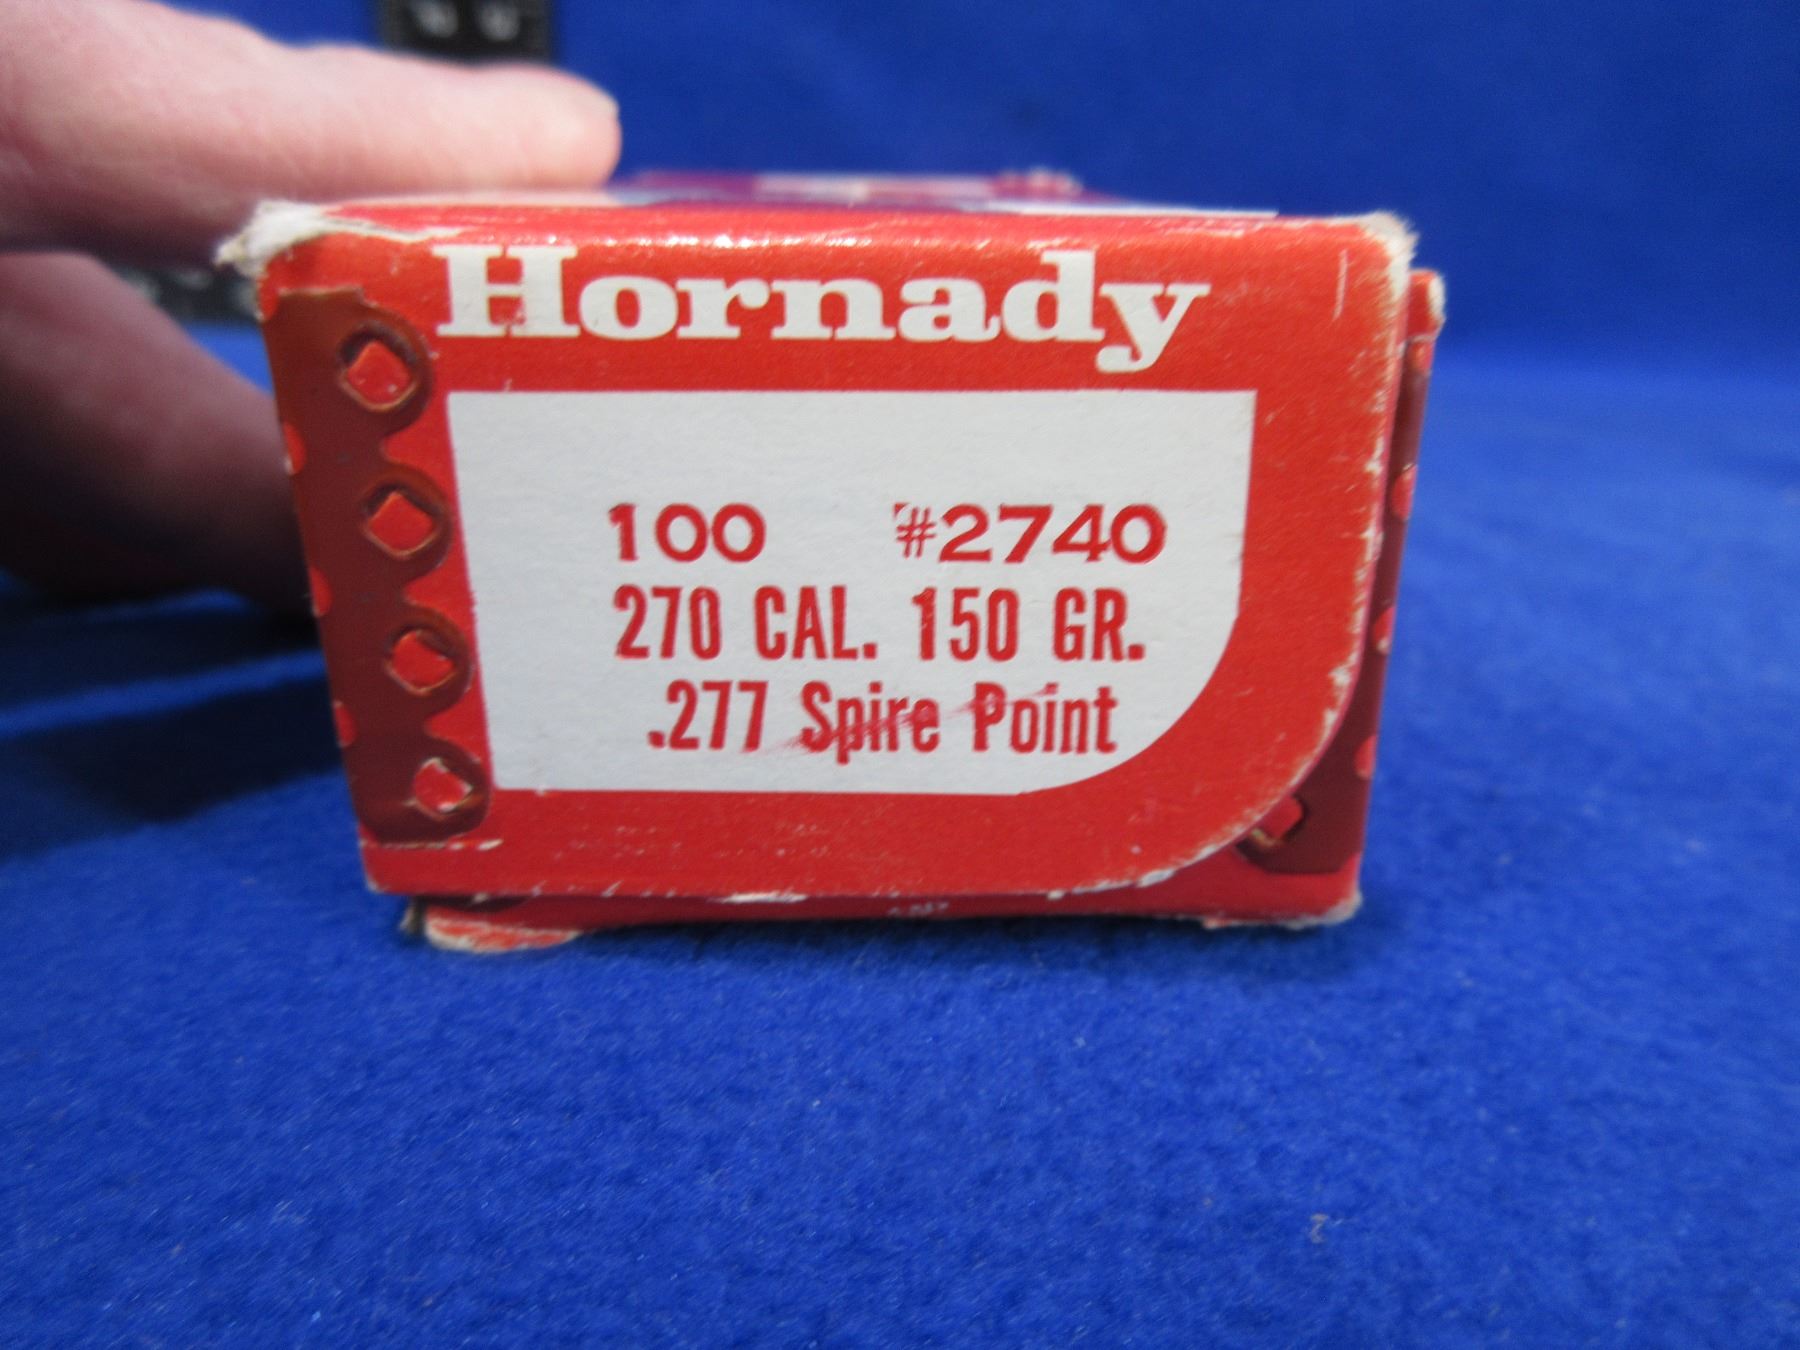 Hornady
100 #2740
270 CAL. 150 GR.
.277 Spire Point